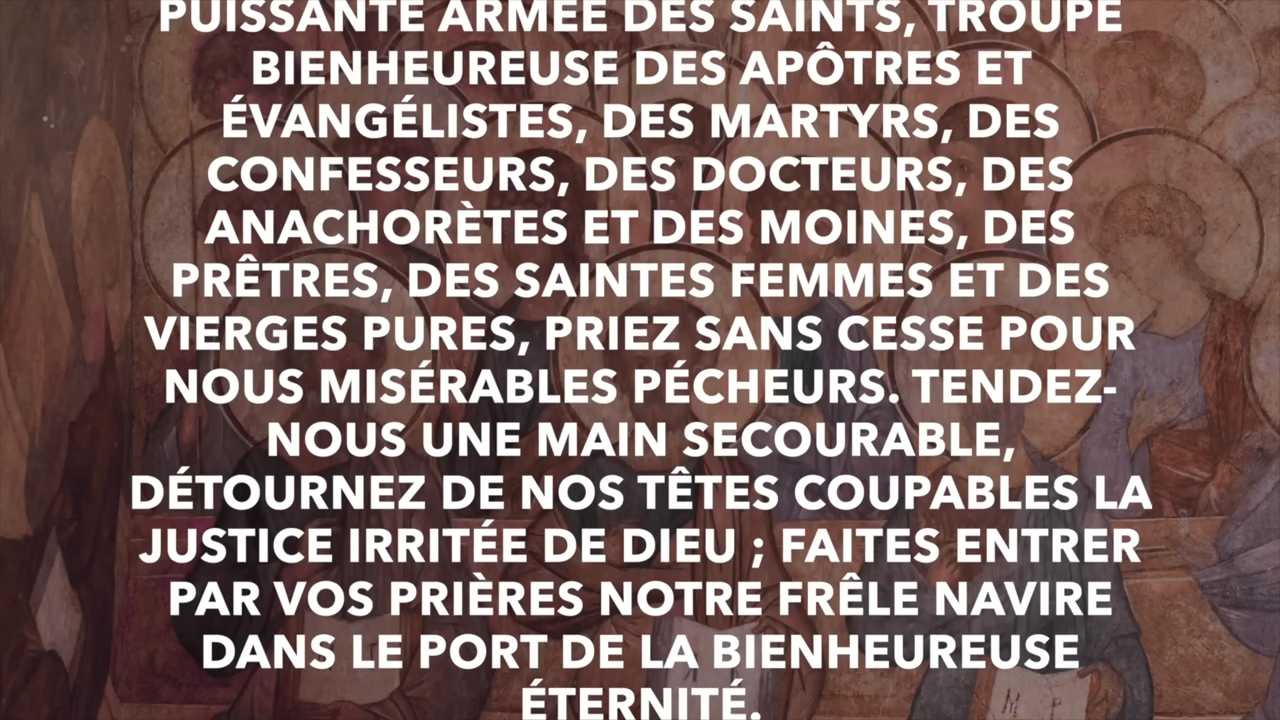 PUISSANTE ARMÉE DES SAINTS, TROUPE
BIENHEUREUSE DES APÔTRES ET
ÉVANGÉLISTES, DES MARTYRS, DES
CONFESSEURS, DES DOCTEURS, DES
ANACHORÈTES ET DES MOINES, DES
PRÊTRES, DES SAINTES FEMMES ET DES
VIERGES PURES, PRIEZ SANS CESSE POUR
NOUS MISÉRABLES PÉCHEURS. TENDEZ-
NOUS UNE MAIN SECOURABLE,
DÉTOURNEZ DE NOS TÊTES COUPABLES LA
JUSTICE IRRITÉE DE DIEU ; FAITES ENTRER
PAR VOS PRIÈRES NOTRE FRÊLE NAVIRE
DANS LE PORT DE LA BIENHEUREUSE
ÉTERNITÉ.